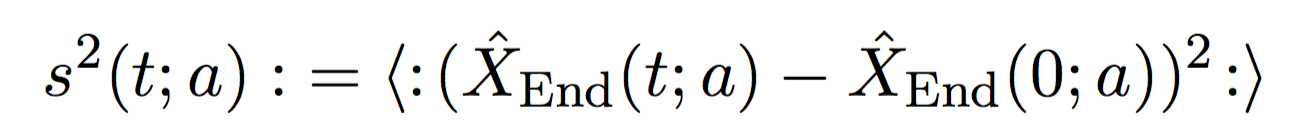 s²(t; a) : = ⟨:(X̂_End(t; a) − X̂_End(0; a))² :⟩